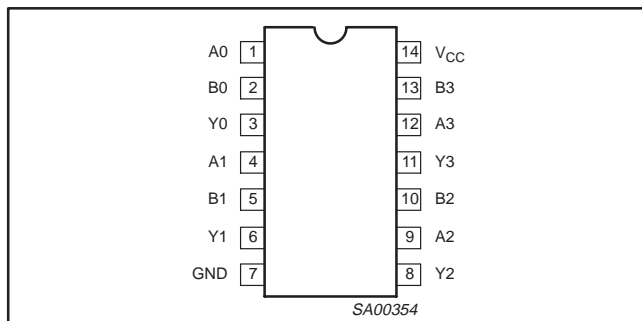 A0 1 14 VCC
B0 2 13 B3
Y0 3 12 A3
A1 4 11 Y3
B1 5 10 B2
Y1 6 9 A2
GND 7 8 Y2
SA00354